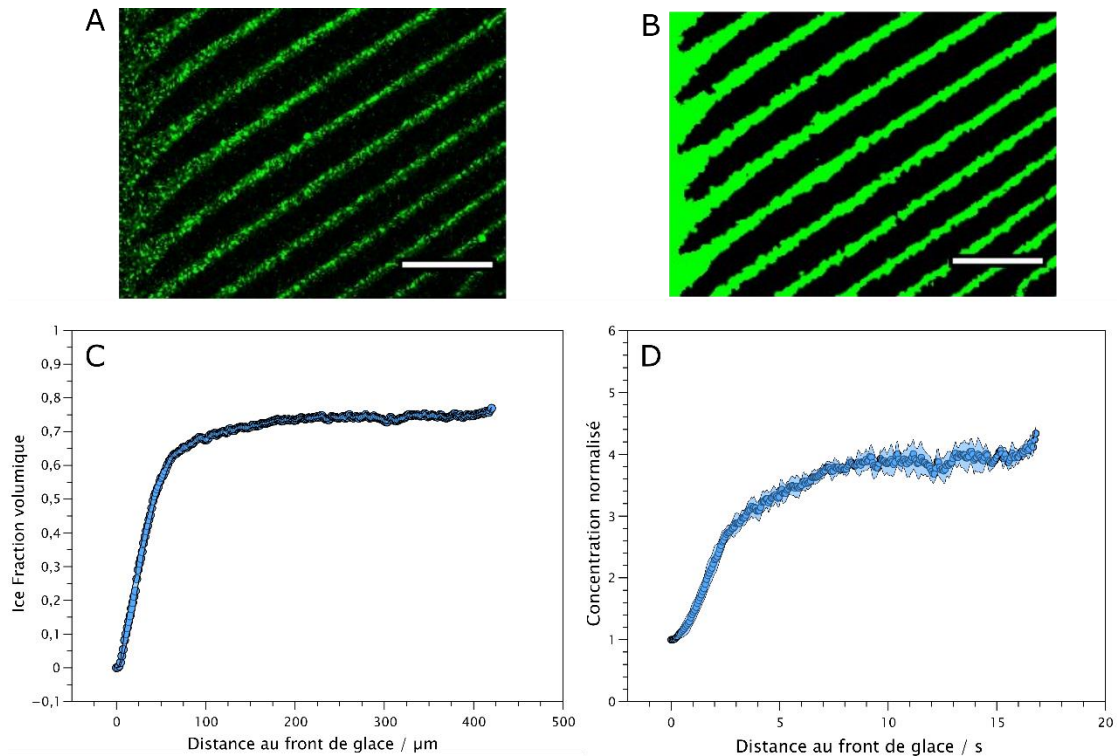 A
B
C
1
0,9
0,8
0,7
0,6
0,5
0,4
0,3
0,2
0,1
0
−0,1
Ice Fraction volumique
0 100 200 300 400 500
Distance au front de glace / µm
D
6
5
4
3
2
1
0
Concentration normalisé
0 5 10 15 20
Distance au front de glace / s